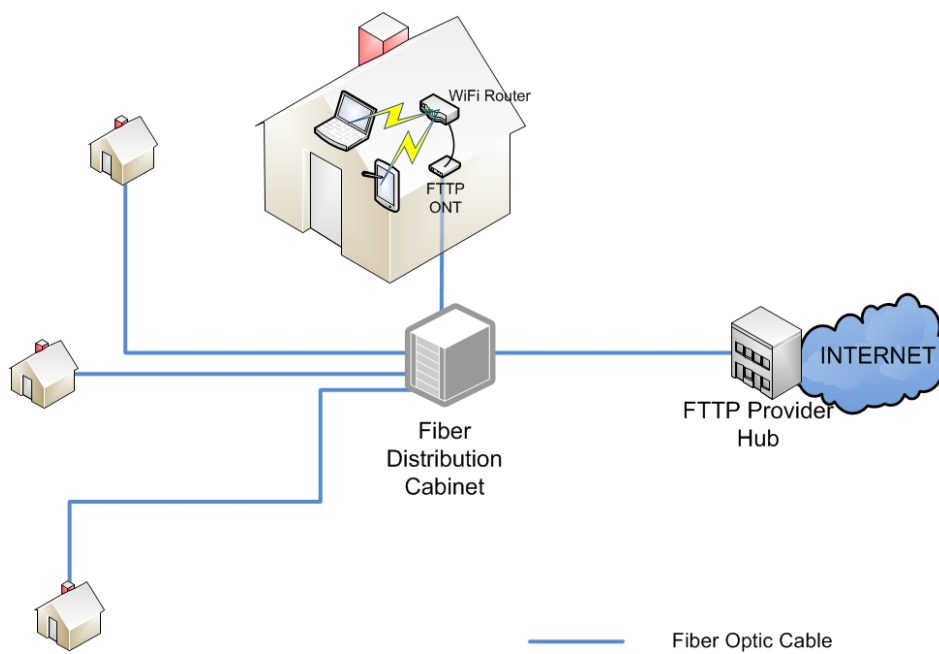 WiFi Router
FTTP
ONT
INTERNET
FTTP Provider
Hub
Fiber
Distribution
Cabinet
Fiber Optic Cable